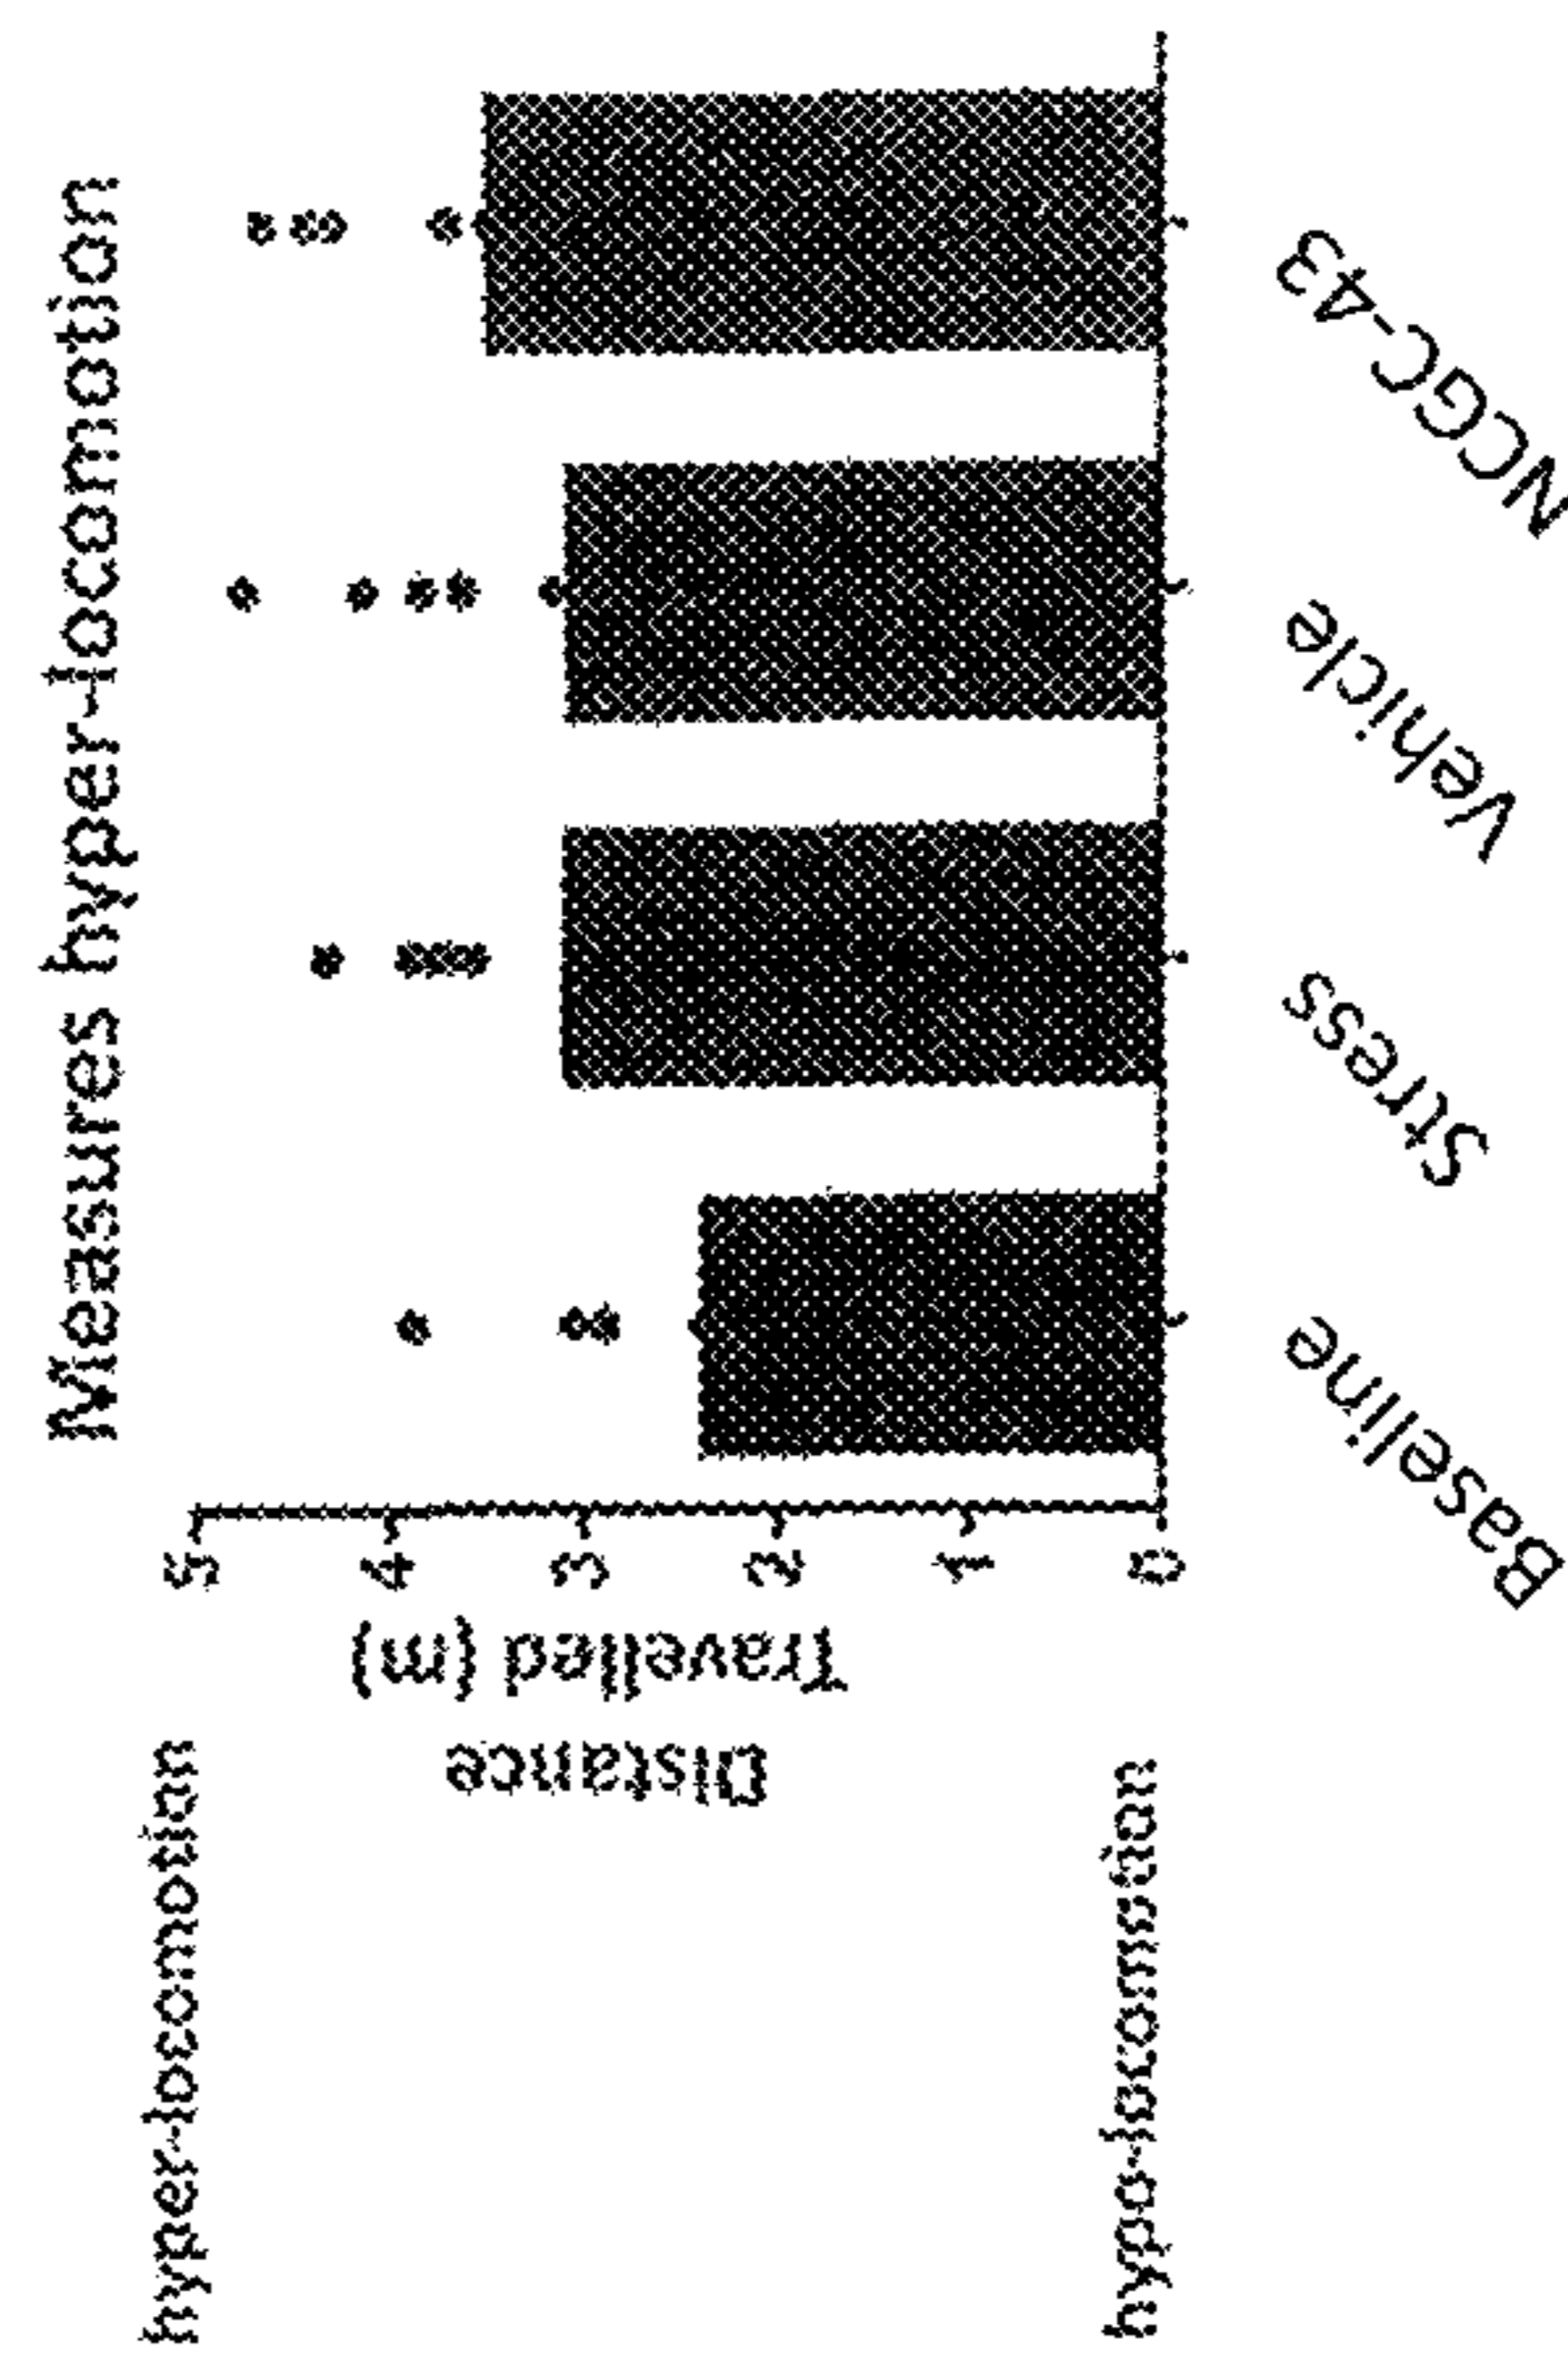 Measures hyper-locomotion
hyper-locomotion
Distance
Travelled (m)
5
4
3
2
1
0
hypo-locomotion
Baseline
Stress
Vehicle
NCGC-43